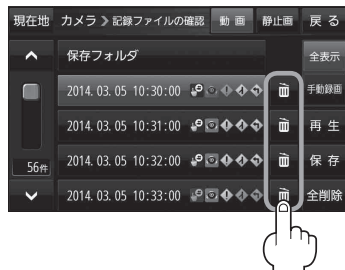 現在地 カメラ 》記録ファイルの確認 動画 静止画 戻る
保存フォルダ 全表示
2014. 03. 05 10:30:00 手動録画
2014. 03. 05 10:31:00 再生
56件 2014. 03. 05 10:32:00 保存
2014. 03. 05 10:33:00 全削除